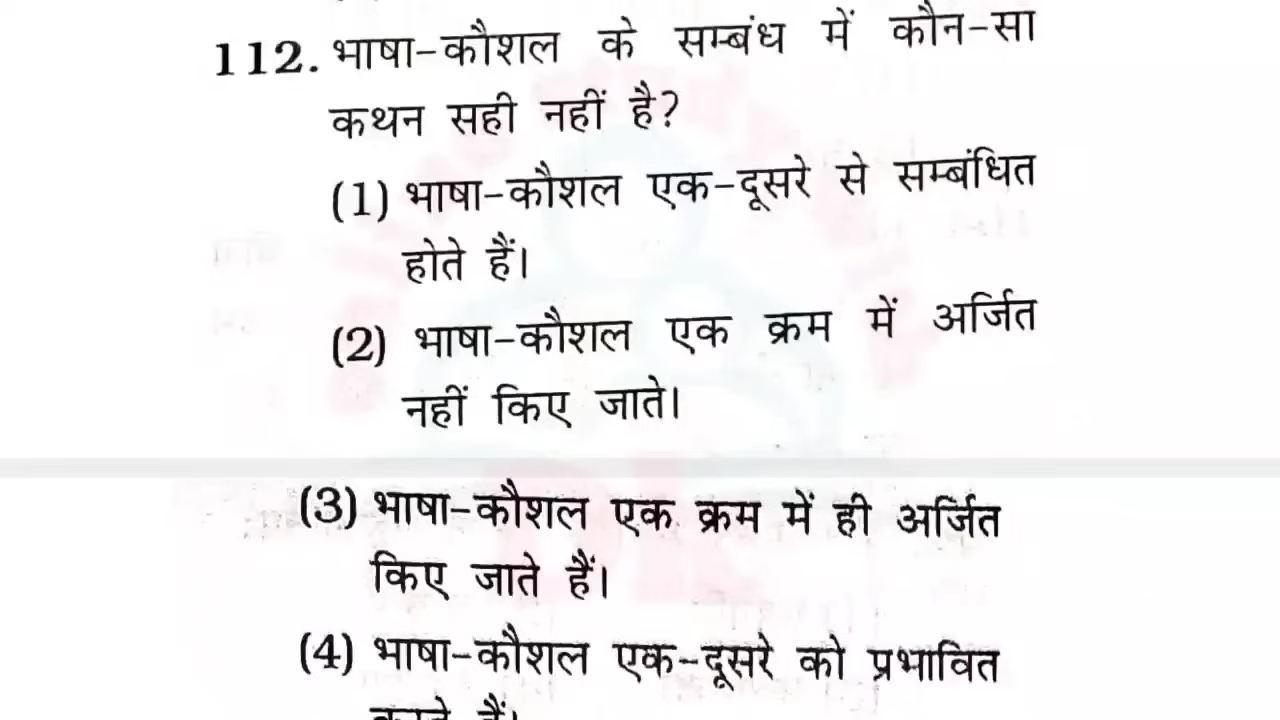 112. भाषा-कौशल के सम्बंध में कौन-सा
कथन सही नहीं है?
(1) भाषा-कौशल एक-दूसरे से सम्बंधित
होते हैं।
(2) भाषा-कौशल एक क्रम में अर्जित
नहीं किए जाते।
(3) भाषा-कौशल एक क्रम में ही अर्जित
किए जाते हैं।
(4) भाषा-कौशल एक-दूसरे को प्रभावित
करते हैं।